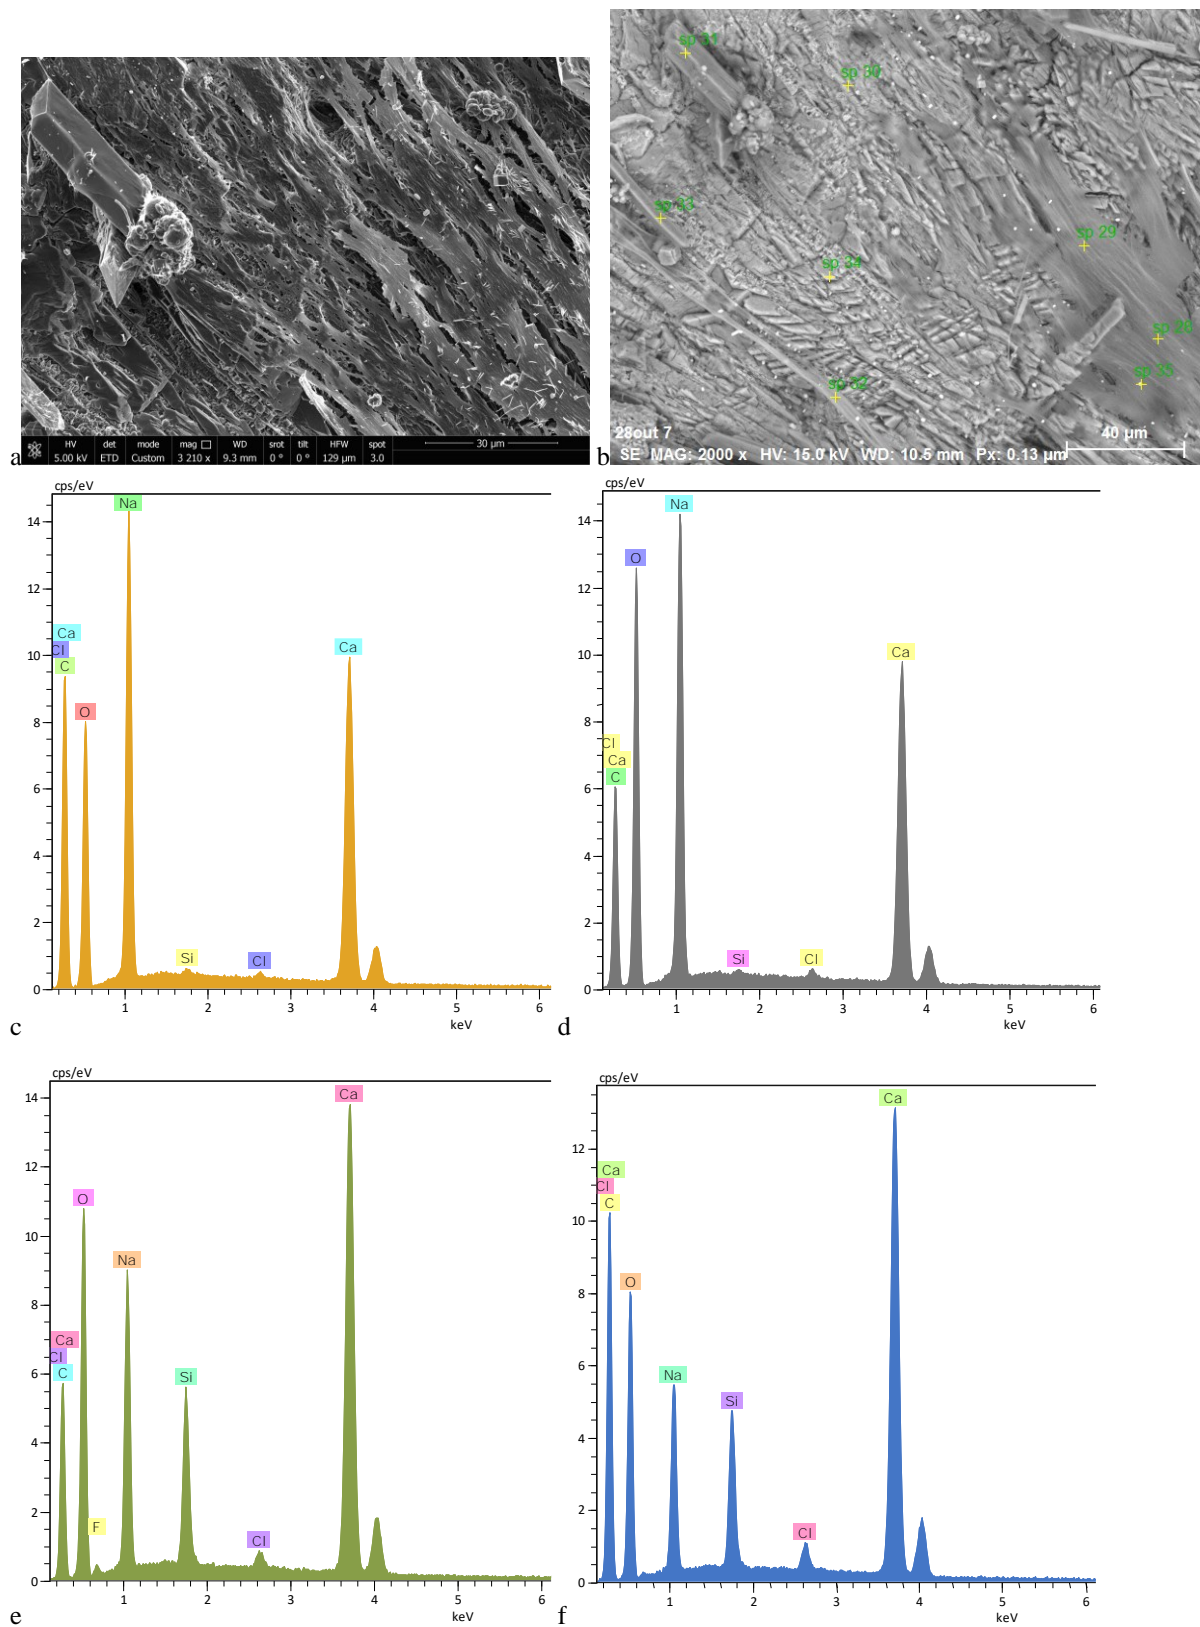 sp 31
sp 30
sp 33
sp 29
sp 34
sp 28
sp 35
sp 32
28out 7
40 µm
SE MAG: 2000 x HV: 15.0 kV WD: 10.5 mm Px: 0.13 µm
HV det mode mag WD srot tilt HFW spot
5.00 kV ETD Custom 3 210 x 9.3 mm 0 ° 0 ° 129 µm 3.0
30 µm
a
b
cps/eV
Na
Ca
Cl
C
O
Si
Cl
Ca
14
12
10
8
6
4
2
0
1 2 3 4 5 6
keV
c
cps/eV
Na
O
Cl
Ca
C
Si
Cl
Ca
14
12
10
8
6
4
2
0
1 2 3 4 5 6
keV
d
cps/eV
Ca
O
Na
Ca
Cl
C
Si
F
Cl
14
12
10
8
6
4
2
0
1 2 3 4 5 6
keV
e
cps/eV
Ca
Ca
Cl
C
O
Na
Si
Cl
12
10
8
6
4
2
0
1 2 3 4 5 6
keV
f